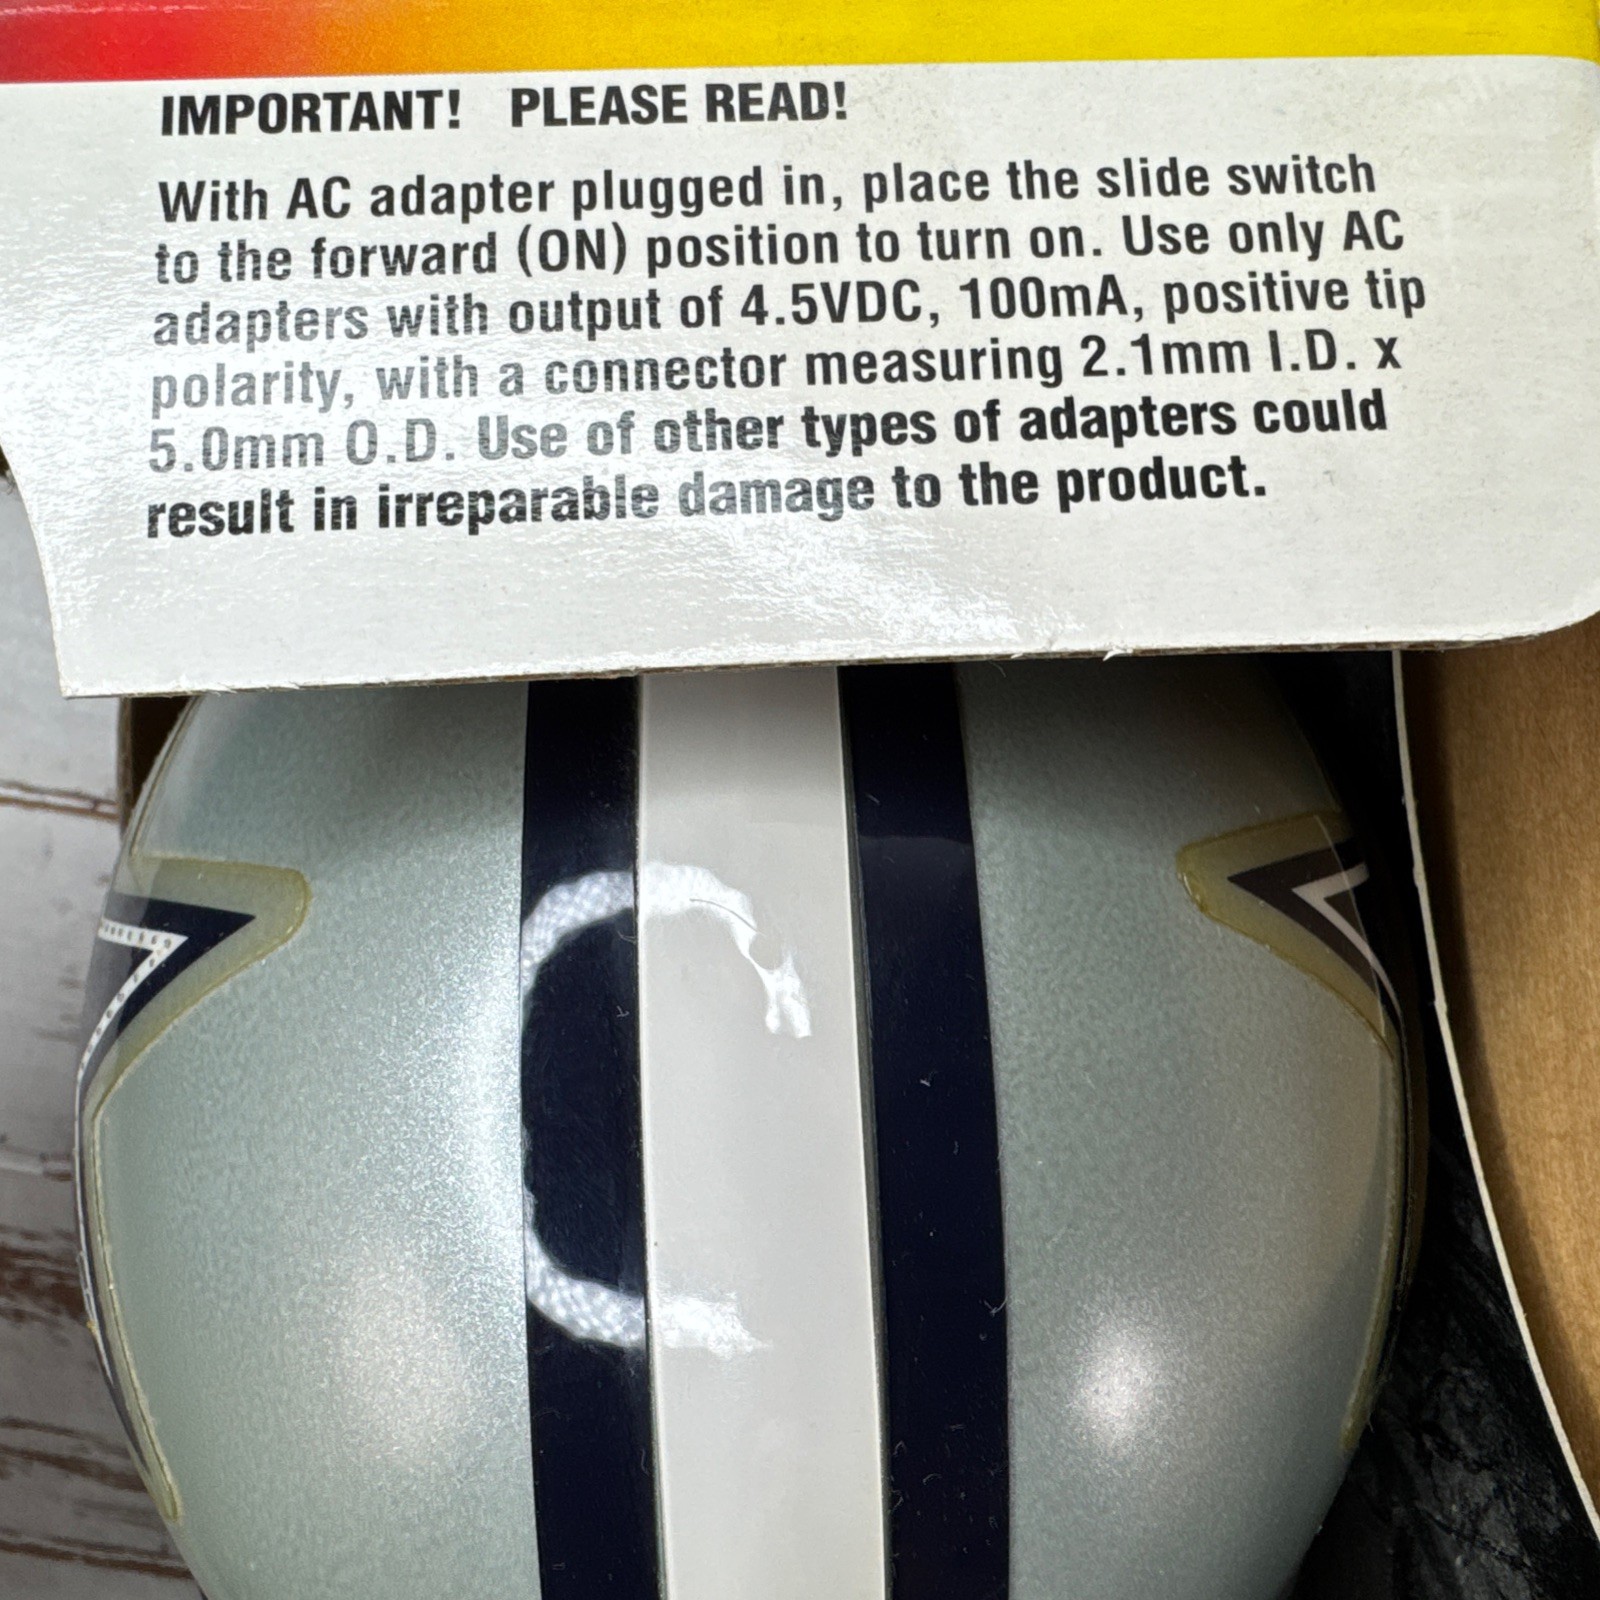 IMPORTANT! PLEASE READ!
With AC adapter plugged in, place the slide switch
to the forward (ON) position to turn on. Use only AC
adapters with output of 4.5VDC, 100mA, positive tip
polarity, with a connector measuring 2.1mm I.D. x
5.0mm O.D. Use of other types of adapters could
result in irreparable damage to the product.